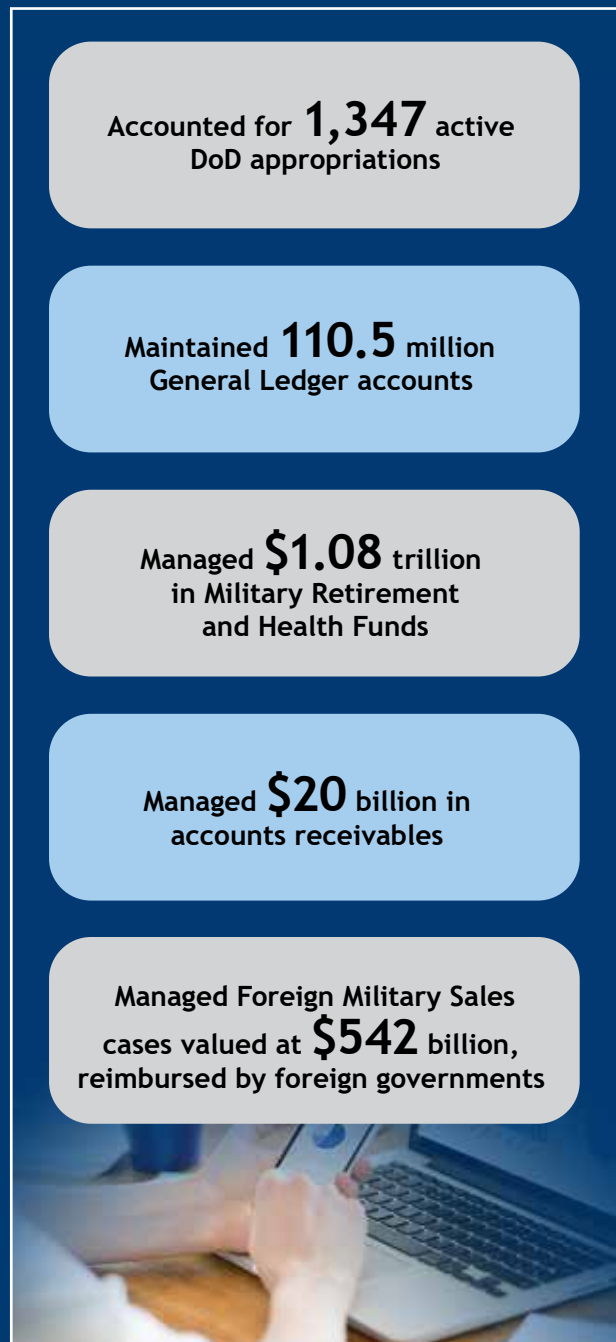 Accounted for 1,347 active
DoD appropriations
Maintained 110.5 million
General Ledger accounts
Managed $1.08 trillion
in Military Retirement
and Health Funds
Managed $20 billion in
accounts receivables
Managed Foreign Military Sales
cases valued at $542 billion,
reimbursed by foreign governments